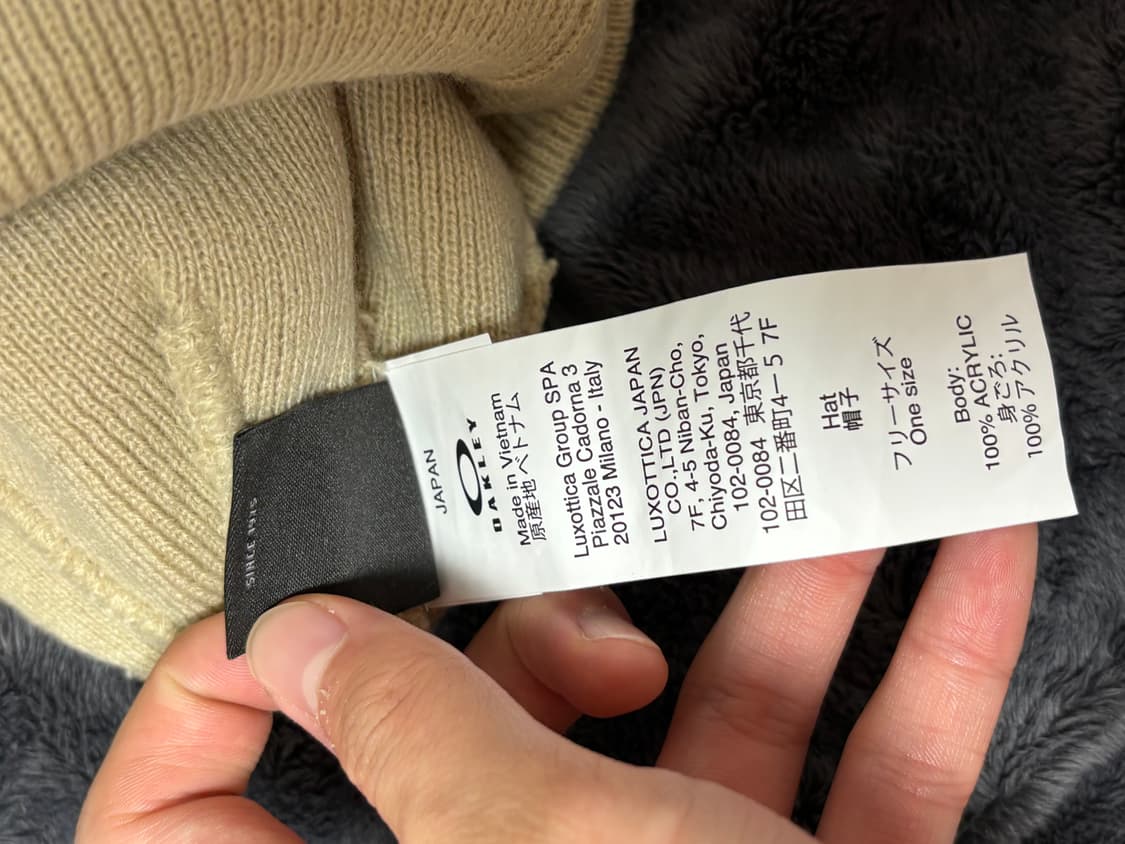 SINCE 1975
JAPAN
OAKLEY
Made in Vietnam
原産地 ベトナム
Luxottica Group SPA
Piazzale Cadorna 3
20123 Milano - Italy
LUXOTTICA JAPAN
CO.,LTD (JPN)
7F, 4-5 Niban-Cho,
Chiyoda-Ku, Tokyo,
102-0084, Japan
102-0084 東京都千代
田区二番町4ー5 7F
Hat
帽子
フリーサイズ
One size
Body:
100% ACRYLIC
身ごろ:
100% アクリル